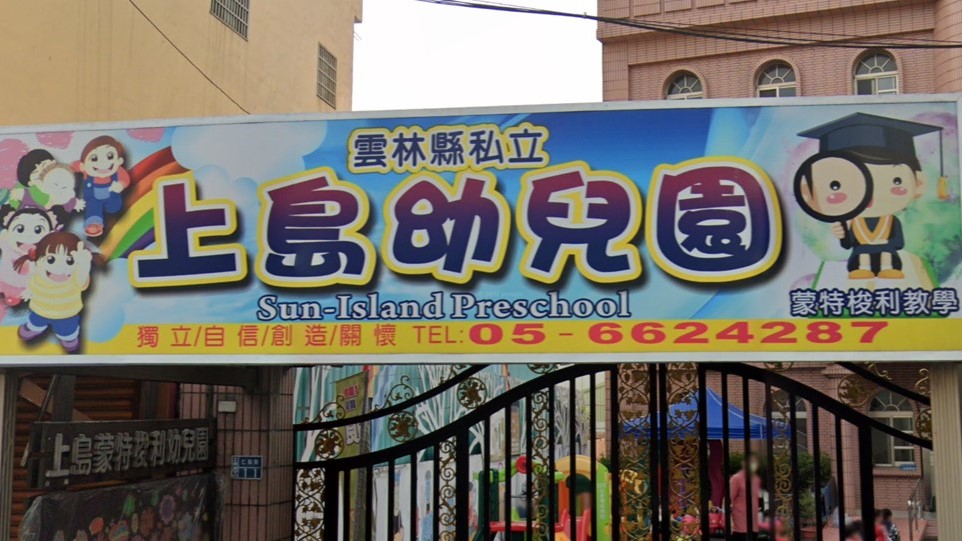 雲林縣私立
上島幼兒園
Sun-Island Preschool
蒙特梭利教學
獨立/自信/創造/關懷 TEL:05-6624287
上島蒙特梭利幼兒園